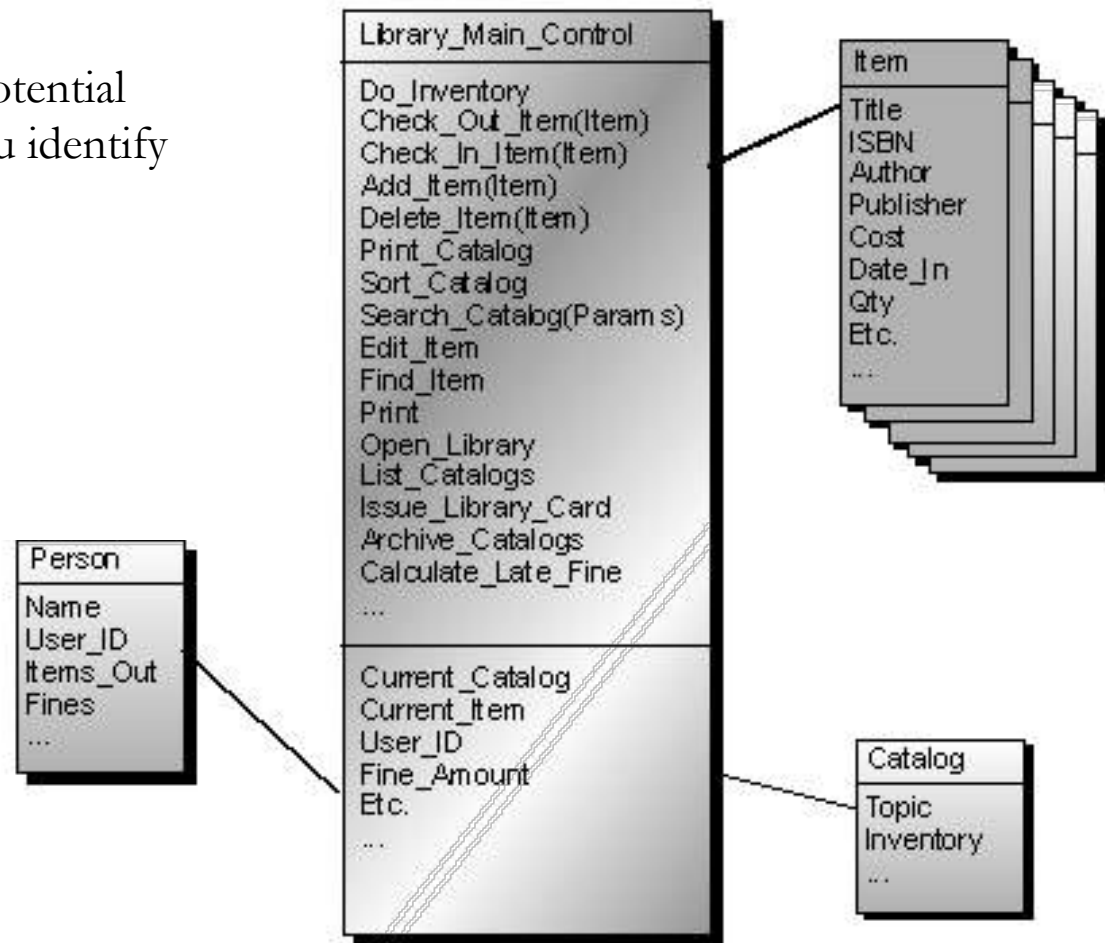 otential
u identify
Library_Main_Control
Do_Inventory
Check_Out_Item(Item)
Check_In_Item(Item)
Add_Item(Item)
Delete_Item(Item)
Print_Catalog
Sort_Catalog
Search_Catalog(Params)
Edit_Item
Find_Item
Print
Open_Library
List_Catalogs
Issue_Library_Card
Archive_Catalogs
Calculate_Late_Fine
...
Current_Catalog
Current_Item
User_ID
Fine_Amount
Etc.
...
Item
Title
ISBN
Author
Publisher
Cost
Date_In
Qty
Etc.
...
Person
Name
User_ID
Items_Out
Fines
...
Catalog
Topic
Inventory
...